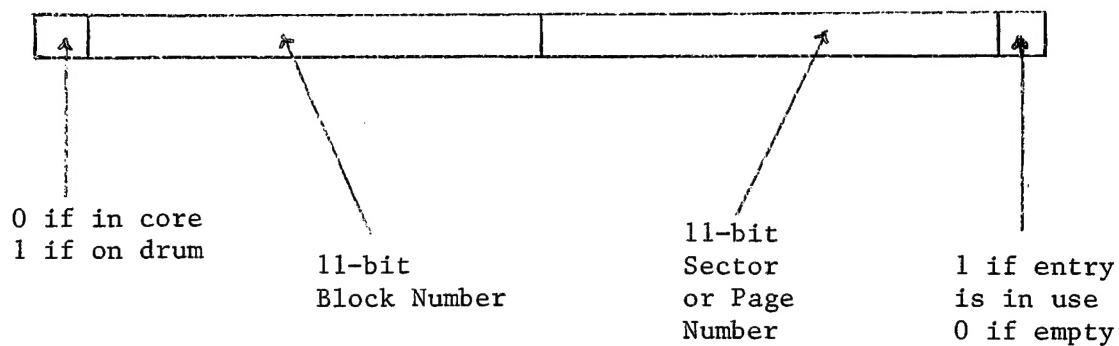 0 if in core
1 if on drum
11-bit
Block Number
11-bit
Sector
or Page
Number
1 if entry
is in use
0 if empty